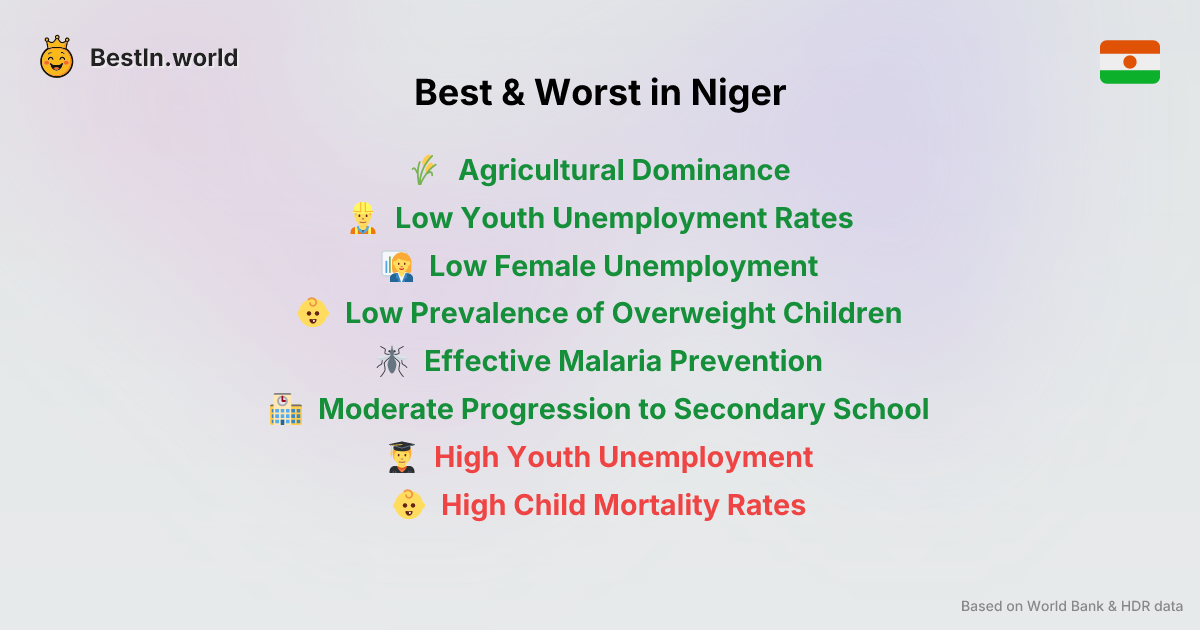 BestIn.world
Best & Worst in Niger
Agricultural Dominance
Low Youth Unemployment Rates
Low Female Unemployment
Low Prevalence of Overweight Children
Effective Malaria Prevention
Moderate Progression to Secondary School
High Youth Unemployment
High Child Mortality Rates
Based on World Bank & HDR data